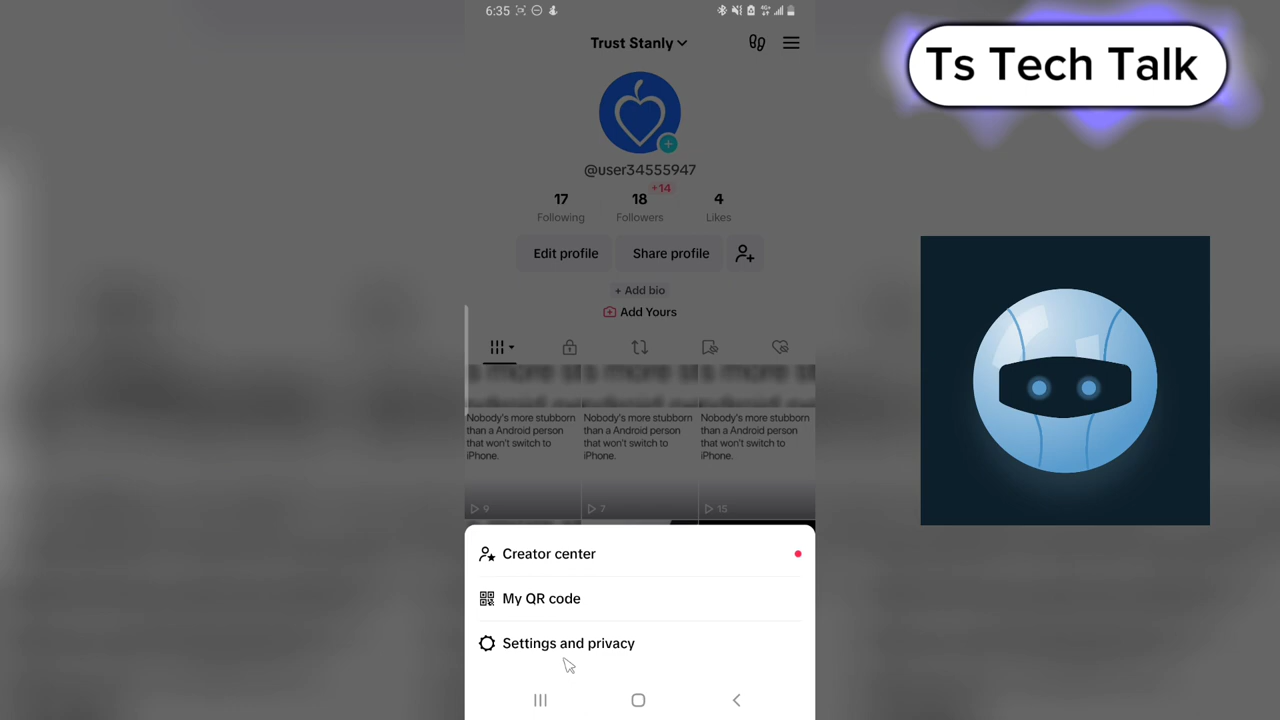 6:35
Ts Tech Talk
Trust Stanly
@user34555947
+14
17 18 4
Following Followers Likes
Edit profile Share profile
+ Add bio
Add Yours
Nobody's more stubborn
than a Android person
that won't switch to
iPhone.
Nobody's more stubborn
than a Android person
that won't switch to
iPhone.
Nobody's more stubborn
than a Android person
that won't switch to
iPhone.
9 7 15
Creator center
My QR code
Settings and privacy